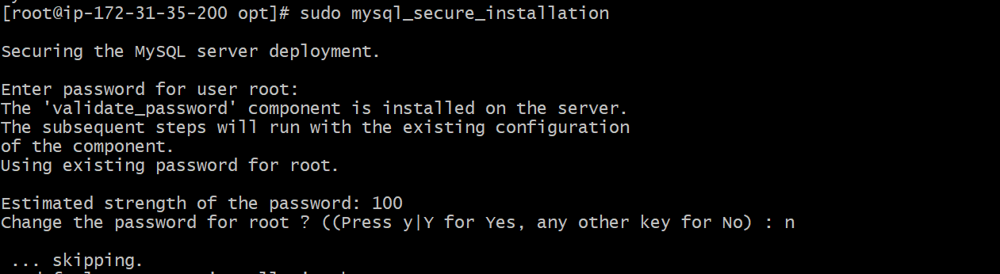 [root@ip-172-31-35-200 opt]# sudo mysql_secure_installation
Securing the MySQL server deployment.
Enter password for user root:
The 'validate_password' component is installed on the server.
The subsequent steps will run with the existing configuration
of the component.
Using existing password for root.
Estimated strength of the password: 100
Change the password for root ? ((Press y|Y for Yes, any other key for No) : n
... skipping.